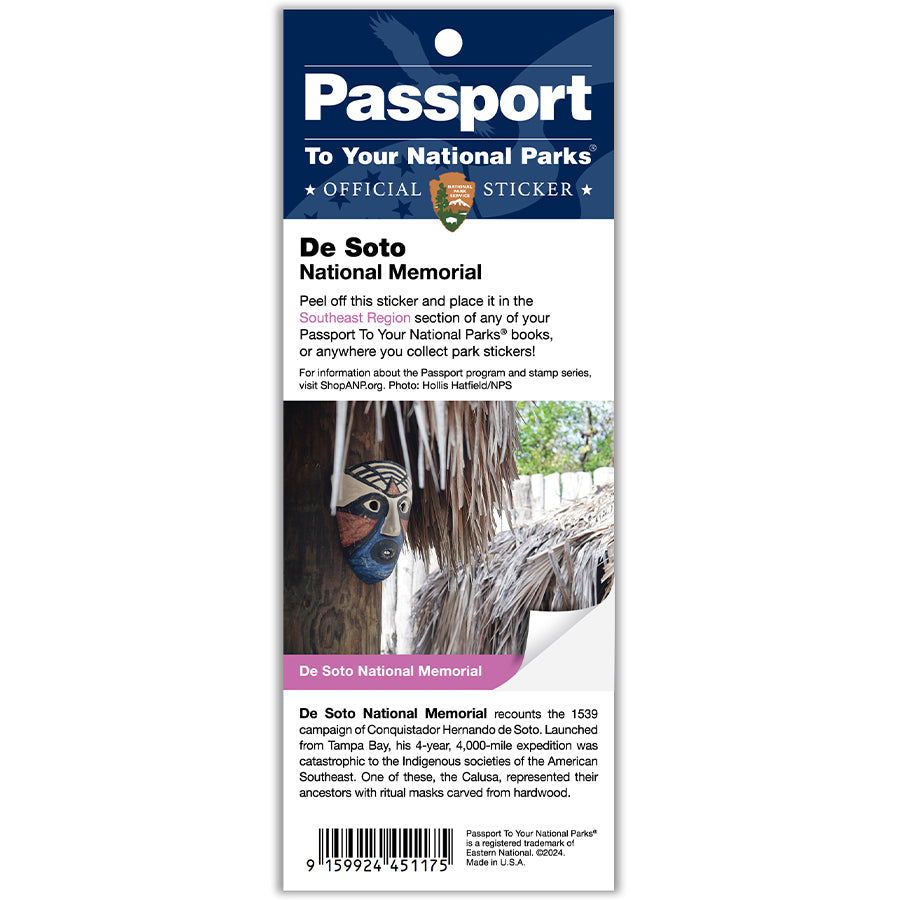 Passport
To Your National Parks®
★ OFFICIAL STICKER ★
NATIONAL
PARK
SERVICE
De Soto
National Memorial
Peel off this sticker and place it in the
Southeast Region section of any of your
Passport To Your National Parks® books,
or anywhere you collect park stickers!
For information about the Passport program and stamp series,
visit ShopANP.org. Photo: Hollis Hatfield/NPS
De Soto National Memorial
De Soto National Memorial recounts the 1539
campaign of Conquistador Hernando de Soto. Launched
from Tampa Bay, his 4-year, 4,000-mile expedition was
catastrophic to the Indigenous societies of the American
Southeast. One of these, the Calusa, represented their
ancestors with ritual masks carved from hardwood.
9 159924 451175
Passport To Your National Parks®
is a registered trademark of
Eastern National. ©2024.
Made in U.S.A.